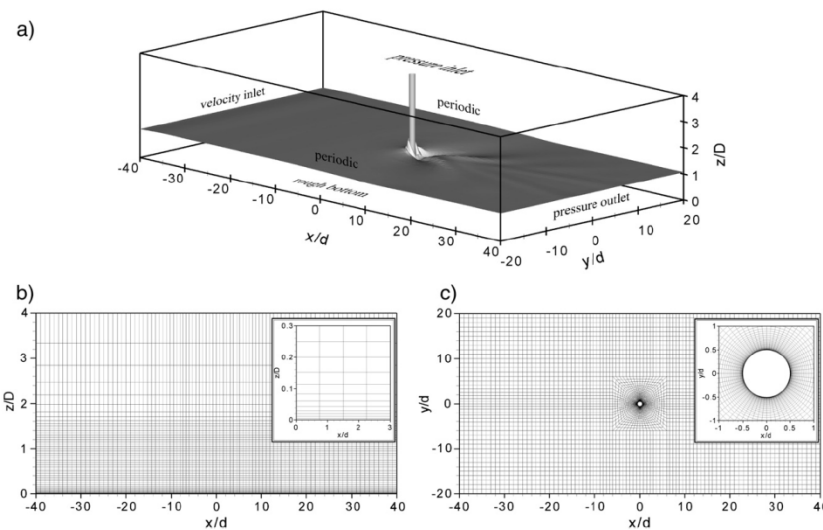 a)
pressure inlet
velocity inlet
periodic
periodic
rough bottom
pressure outlet
4
3
2
1
0
z/D
-40
-30
-20
-10
0
10
20
30
40
x/d
-20
-10
0
10
20
y/d
b)
4
3
2
1
0
z/D
-40 -30 -20 -10 0 10 20 30 40
x/d
0.3
0.2
0.1
0
z/D
0 1 2 3
x/d
c)
20
10
0
-10
-20
y/d
-40 -30 -20 -10 0 10 20 30 40
x/d
1
0.5
0
-0.5
-1
y/d
-1 -0.5 0 0.5 1
x/d